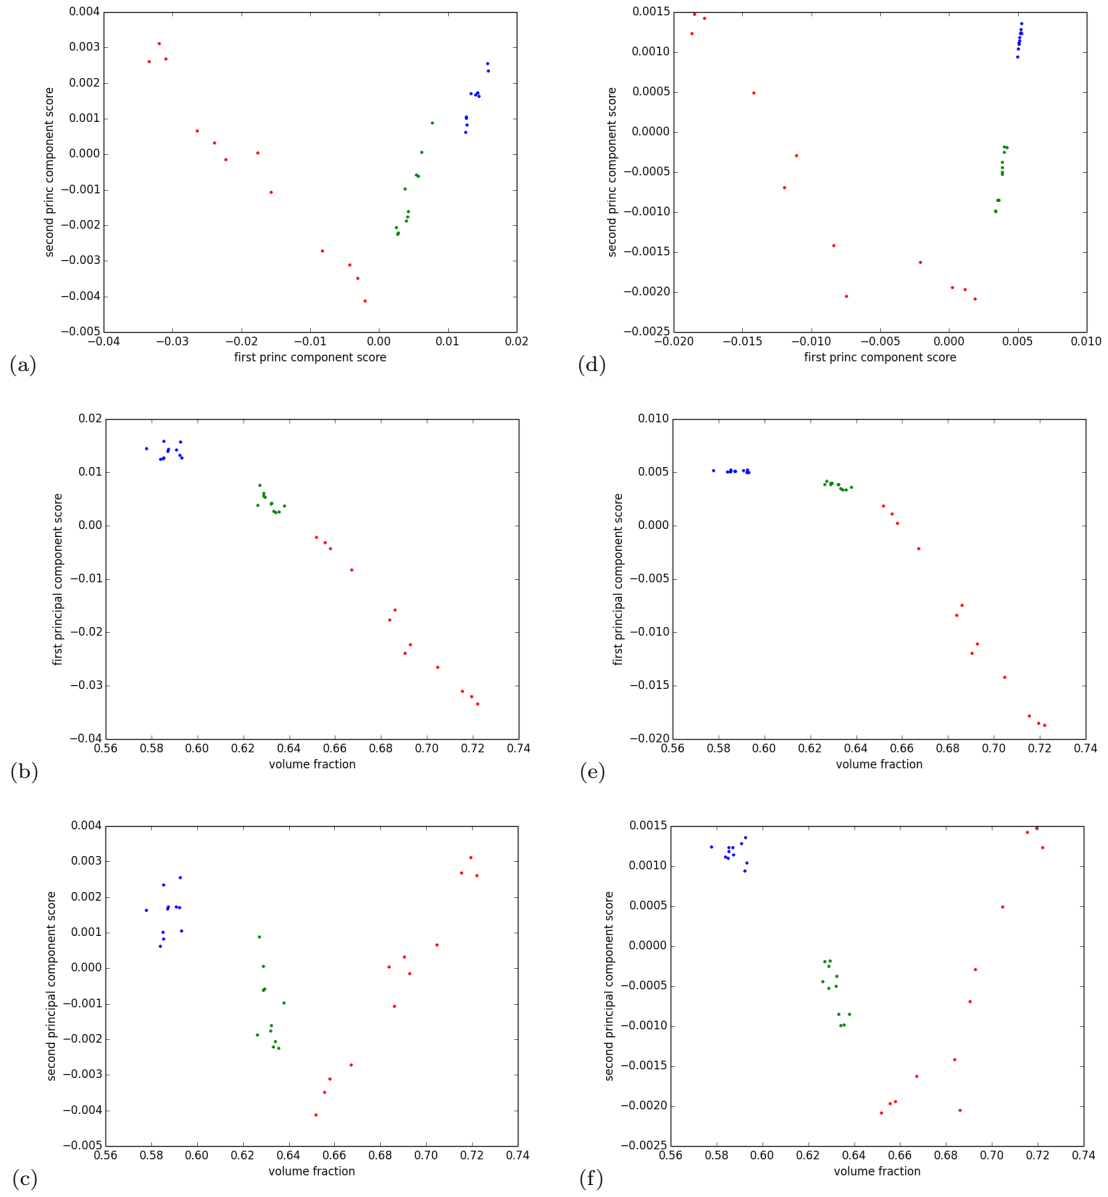 0.004
0.003
0.002
0.001
0.000
−0.001
−0.002
−0.003
−0.004
−0.005
second princ component score
−0.04 −0.03 −0.02 −0.01 0.00 0.01 0.02
first princ component score
(a)
0.0015
0.0010
0.0005
0.0000
−0.0005
−0.0010
−0.0015
−0.0020
−0.0025
second princ component score
−0.020 −0.015 −0.010 −0.005 0.000 0.005 0.010
first princ component score
(d)
0.02
0.01
0.00
−0.01
−0.02
−0.03
−0.04
first principal component score
0.56 0.58 0.60 0.62 0.64 0.66 0.68 0.70 0.72 0.74
volume fraction
(b)
0.010
0.005
0.000
−0.005
−0.010
−0.015
−0.020
first principal component score
0.56 0.58 0.60 0.62 0.64 0.66 0.68 0.70 0.72 0.74
volume fraction
(e)
0.004
0.003
0.002
0.001
0.000
−0.001
−0.002
−0.003
−0.004
−0.005
second principal component score
0.56 0.58 0.60 0.62 0.64 0.66 0.68 0.70 0.72 0.74
volume fraction
(c)
0.0015
0.0010
0.0005
0.0000
−0.0005
−0.0010
−0.0015
−0.0020
−0.0025
second principal component score
0.56 0.58 0.60 0.62 0.64 0.66 0.68 0.70 0.72 0.74
volume fraction
(f)